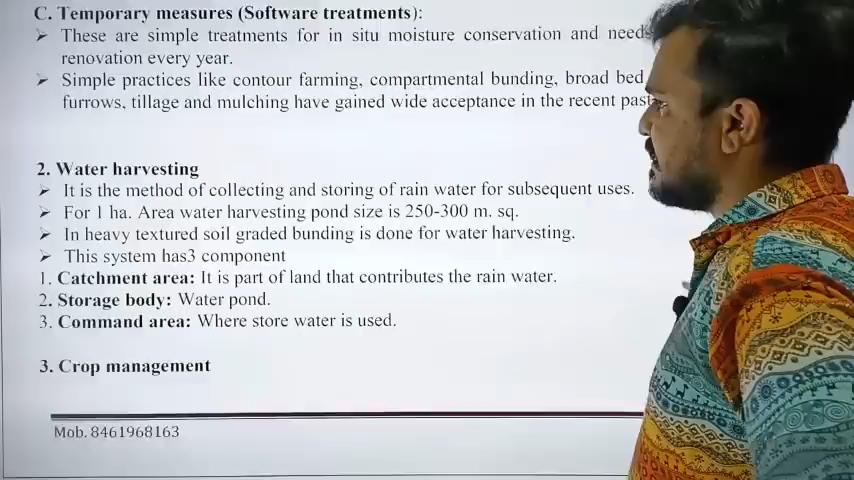 C. Temporary measures (Software treatments):
➤ These are simple treatments for in situ moisture conservation and needs
renovation every year.
➤ Simple practices like contour farming, compartmental bunding, broad bed
furrows, tillage and mulching have gained wide acceptance in the recent past
2. Water harvesting
➤ It is the method of collecting and storing of rain water for subsequent uses.
➤ For 1 ha. Area water harvesting pond size is 250-300 m. sq.
➤ In heavy textured soil graded bunding is done for water harvesting.
➤ This system has3 component
1. Catchment area: It is part of land that contributes the rain water.
2. Storage body: Water pond.
3. Command area: Where store water is used.
3. Crop management
Mob. 8461968163